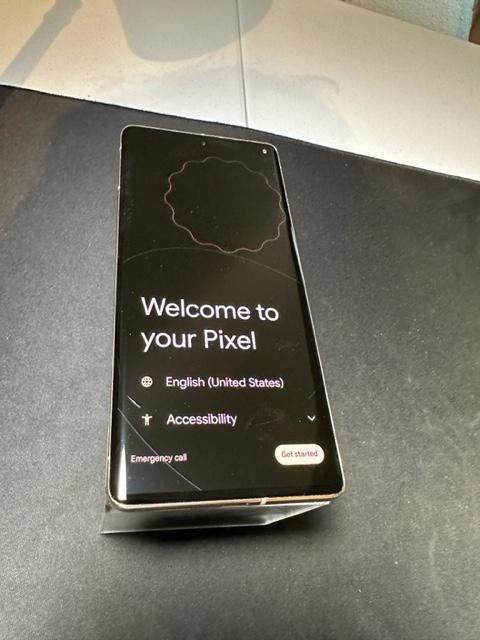 Welcome to
your Pixel
English (United States)
Accessibility
Emergency call
Get started